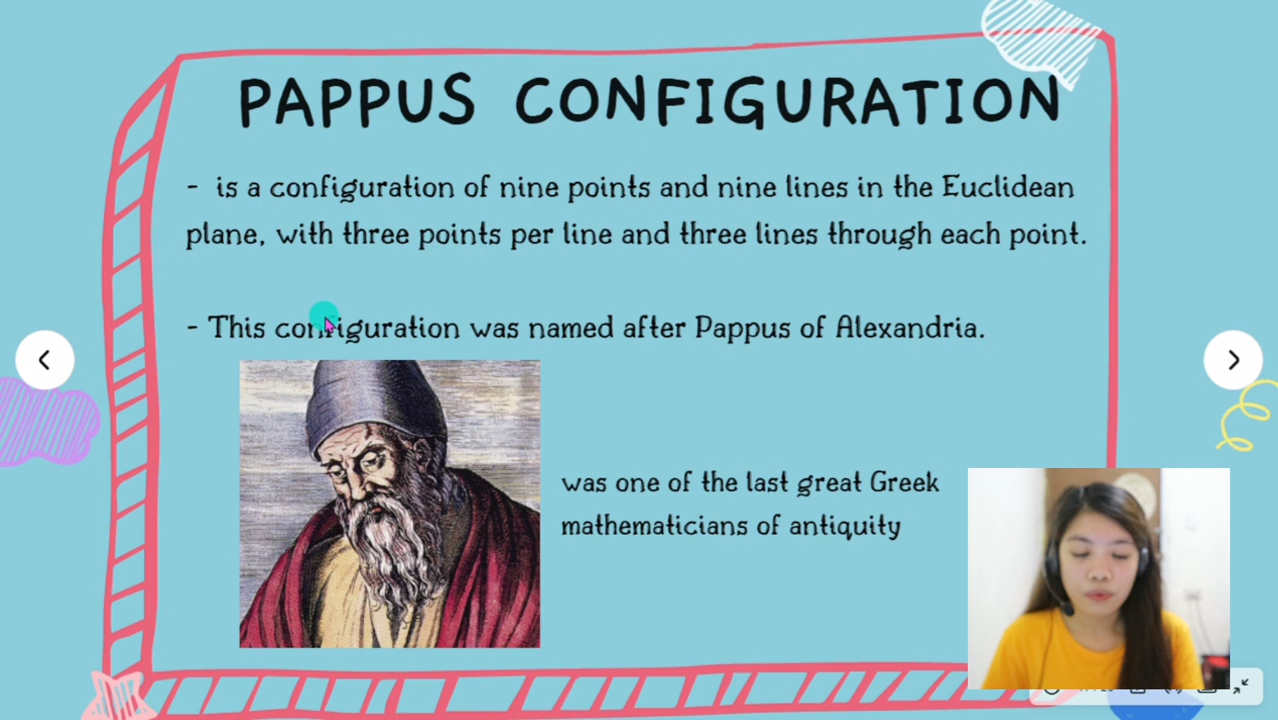 PAPPUS CONFIGURATION
- is a configuration of nine points and nine lines in the Euclidean
plane, with three points per line and three lines through each point.
- This configuration was named after Pappus of Alexandria.
was one of the last great Greek
mathematicians of antiquity